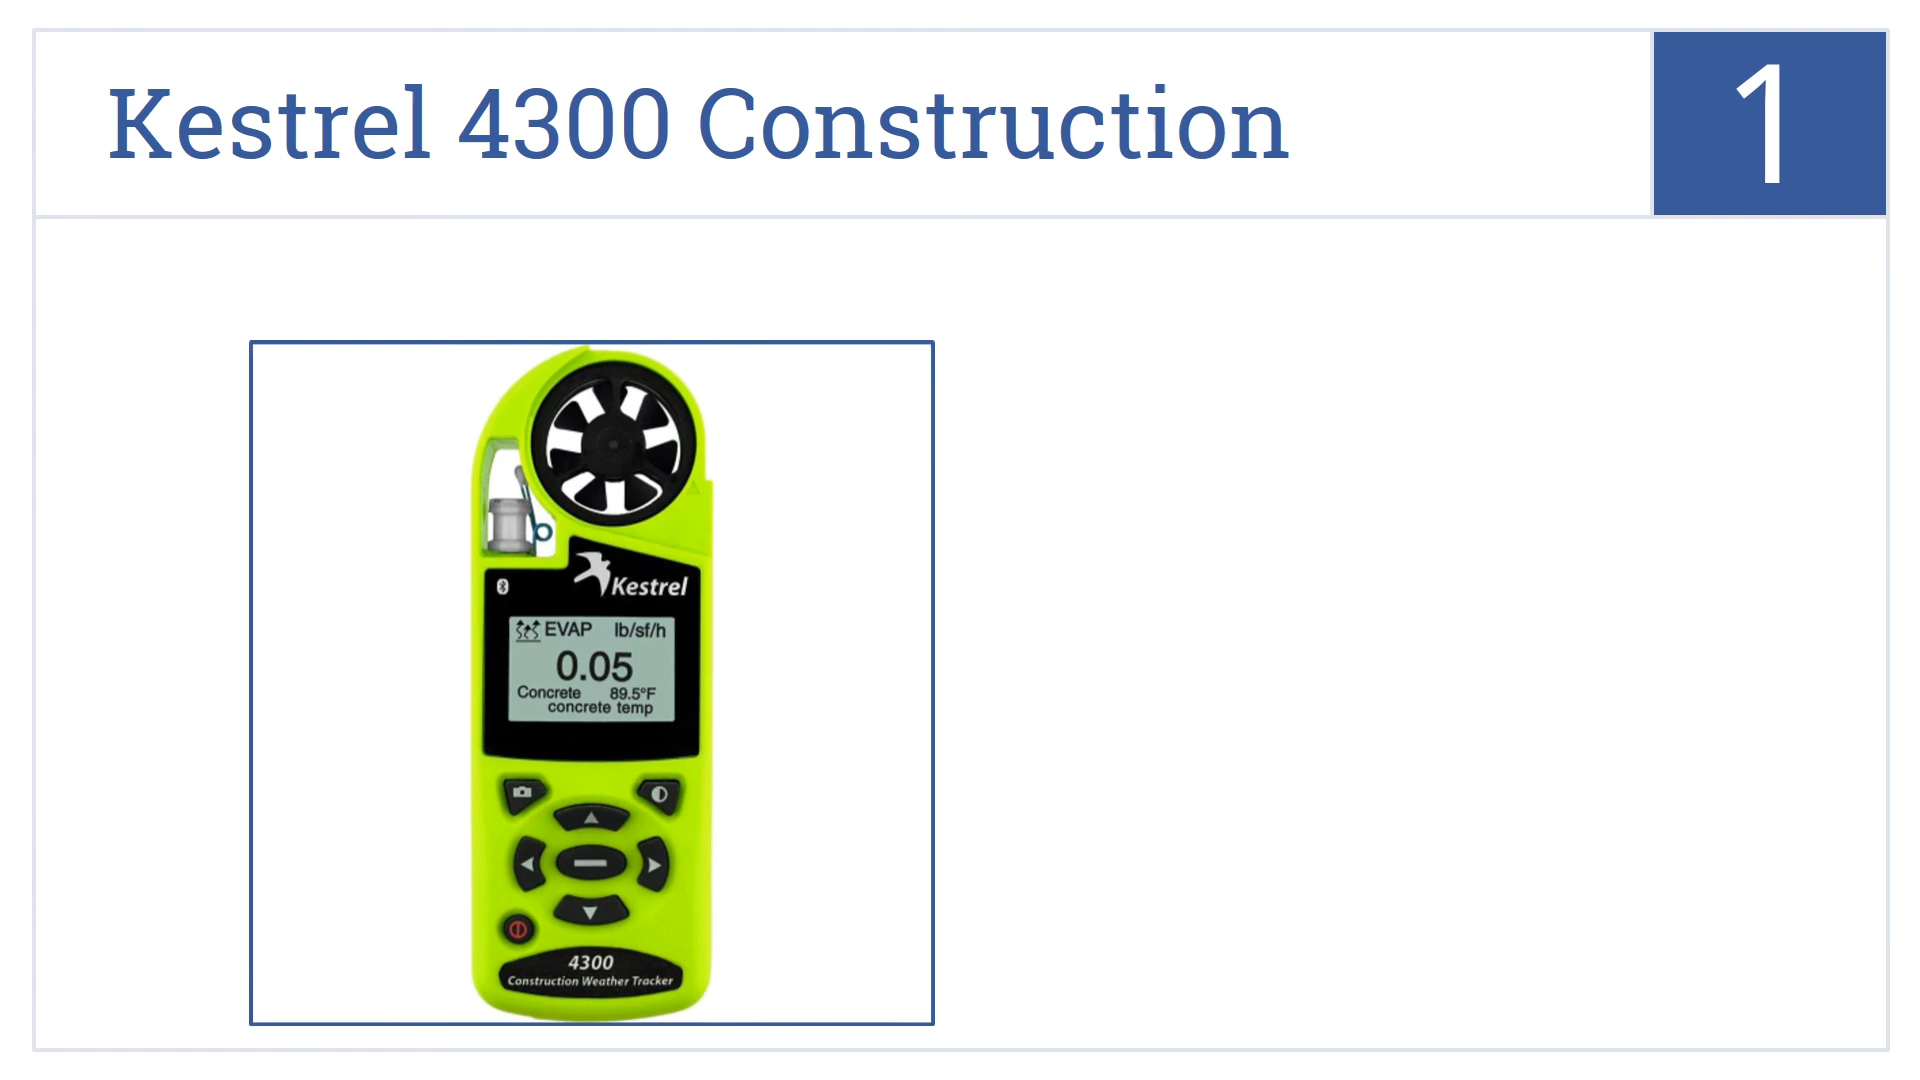 Kestrel 4300 Construction
1
Kestrel
EVAP lb/sf/h
0.05
Concrete 89.5°F
concrete temp
4300
Construction Weather Tracker